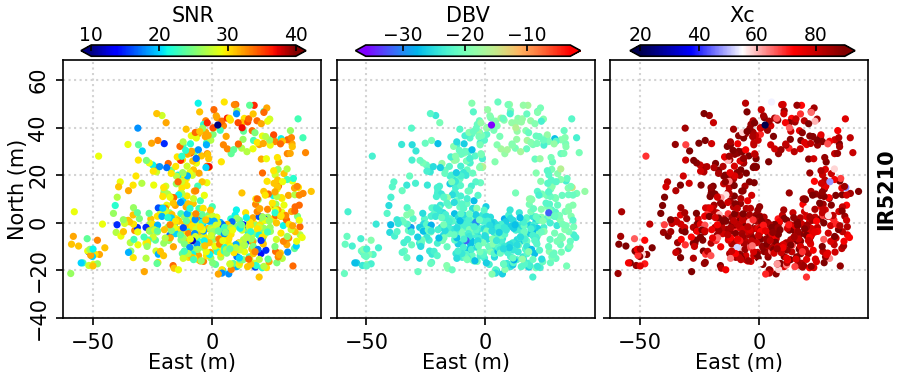 SNR
10 20 30 40
DBV
−30 −20 −10
Xc
20 40 60 80
North (m)
60
40
20
0
−20
−40
−50 0
East (m)
−50 0
East (m)
−50 0
East (m)
IR5210